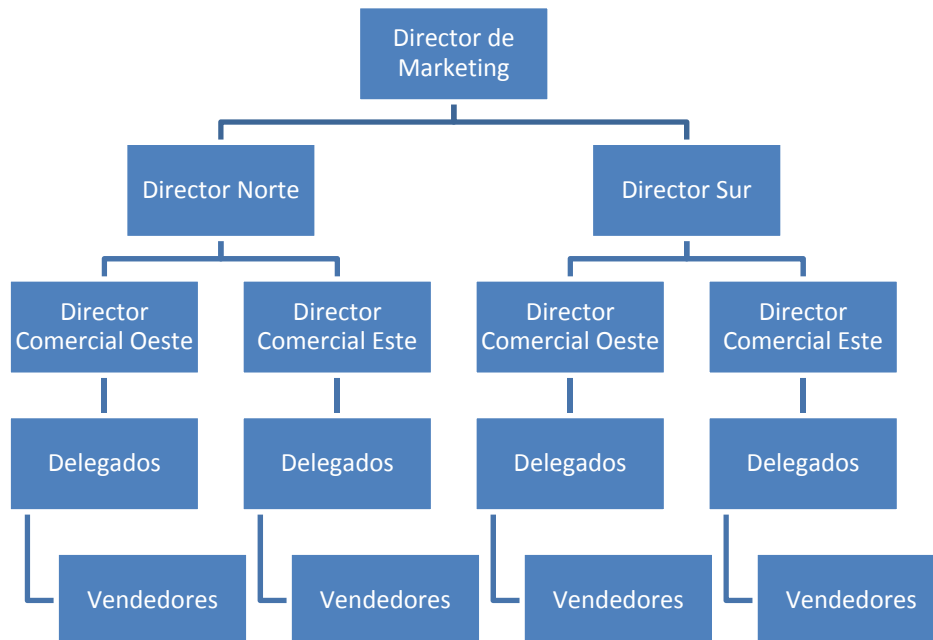 Director de
Marketing
Director Norte
Director Sur
Director
Comercial Oeste
Director
Comercial Este
Director
Comercial Oeste
Director
Comercial Este
Delegados
Delegados
Delegados
Delegados
Vendedores
Vendedores
Vendedores
Vendedores